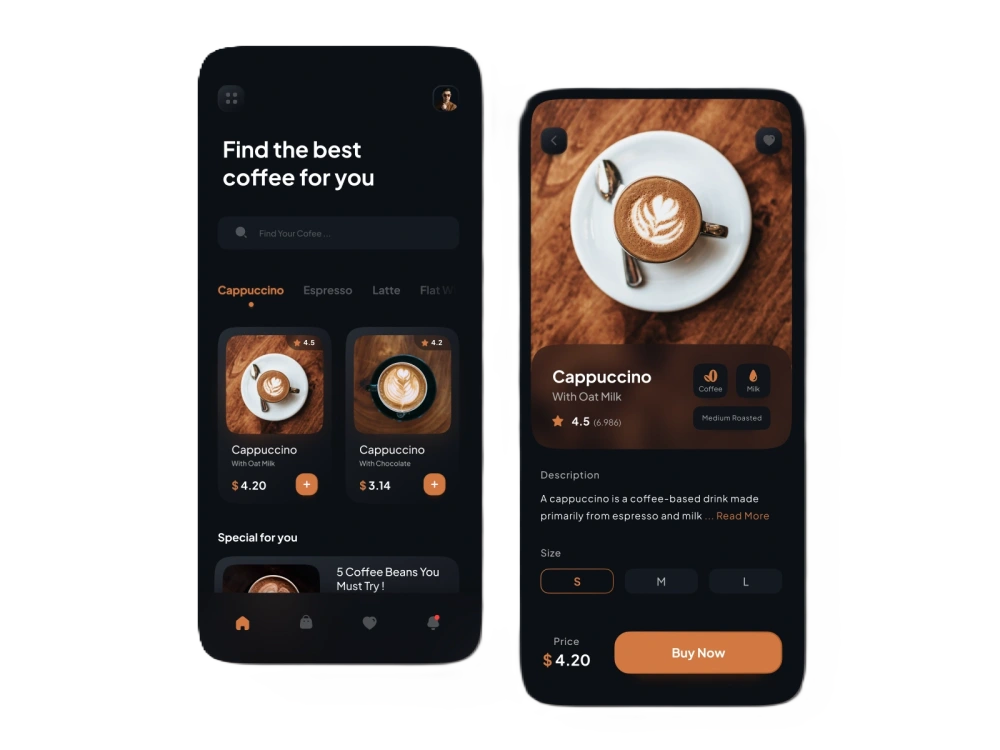 Find the best
coffee for you
Find Your Cofee ...
Cappuccino Espresso Latte Flat W
4.5
4.2
Cappuccino
With Oat Milk
$ 4.20
+
Cappuccino
With Chocolate
$ 3.14
+
Special for you
5 Coffee Beans You
Must Try !
Cappuccino
With Oat Milk
4.5 (6.986)
Coffee
Milk
Medium Roasted
Description
A cappuccino is a coffee-based drink made
primarily from espresso and milk ... Read More
Size
S M L
Price
$ 4.20
Buy Now